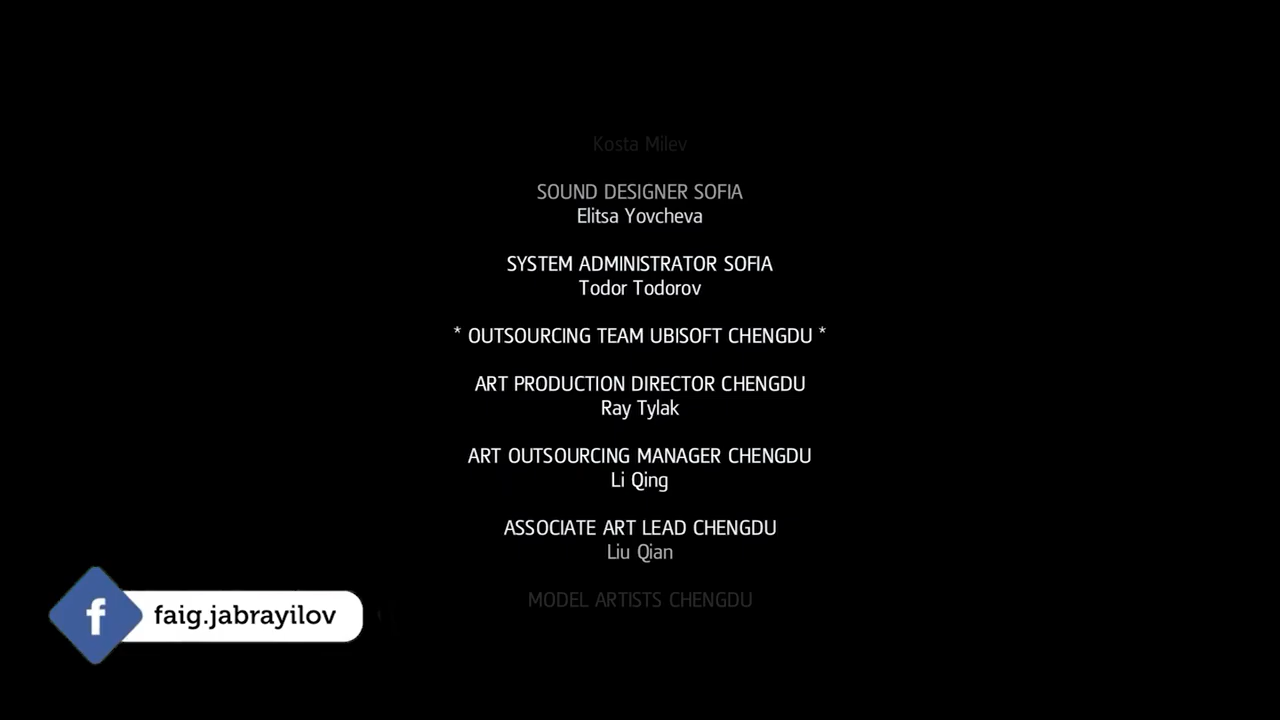 Kosta Milev
SOUND DESIGNER SOFIA
Elitsa Yovcheva
SYSTEM ADMINISTRATOR SOFIA
Todor Todorov
* OUTSOURCING TEAM UBISOFT CHENGDU *
ART PRODUCTION DIRECTOR CHENGDU
Ray Tylak
ART OUTSOURCING MANAGER CHENGDU
Li Qing
ASSOCIATE ART LEAD CHENGDU
Liu Qian
MODEL ARTISTS CHENGDU
f faig.jabrayilov